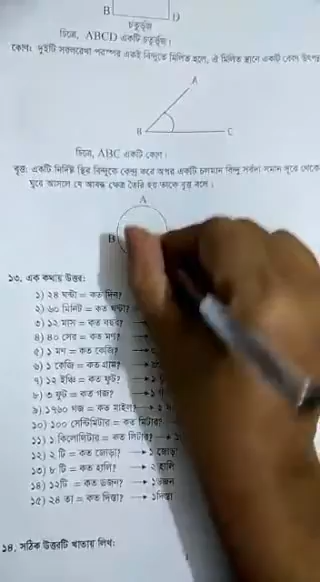 B D
চতুর্ভুজ
চিত্রে, ABCD একটি চতুর্ভুজ।
কোণ: দুইটি সরলরেখা পরস্পর একই বিন্দুতে মিলিত হলে, ঐ মিলিত স্থানে একটি কোণ উৎপন্ন
A
B C
চিত্রে, ABC একটি কোণ।
বৃত্ত: একটি নির্দিষ্ট স্থির বিন্দুকে কেন্দ্র করে অপর একটি চলমান বিন্দু সর্বদা সমান দূরে থেকে
ঘুরে আসলে যে আবদ্ধ ক্ষেত্র তৈরি হয় তাকে বৃত্ত বলে।
A
B
১৩. এক কথায় উত্তর:
১) ২৪ ঘন্টা = কত দিন?
২) ৬০ মিনিট = কত ঘন্টা?
৩) ১২ মাস = কত বছর?
৪) ৪০ সের = কত মণ?
৫) ১ মণ = কত কেজি?
৬) ১ কেজি = কত গ্রাম?
৭) ১২ ইঞ্চি = কত ফুট?
৮) ৩ ফুট = কত গজ?
৯) ১৭৬০ গজ = কত মাইল?
১০) ১০০ সেন্টিমিটার = কত মিটার?
১১) ১ কিলোলিটার = কত লিটার?
১২) ২ টি = কত জোড়া? ১ জোড়া
১৩) ৮ টি = কত হালি? ২ হালি
১৪) ১২টি = কত ডজন? ১ডজন
১৫) ২৪ তা = কত দিস্তা? ১দিস্তা
১৪. সঠিক উত্তরটি খাতায় লিখ: